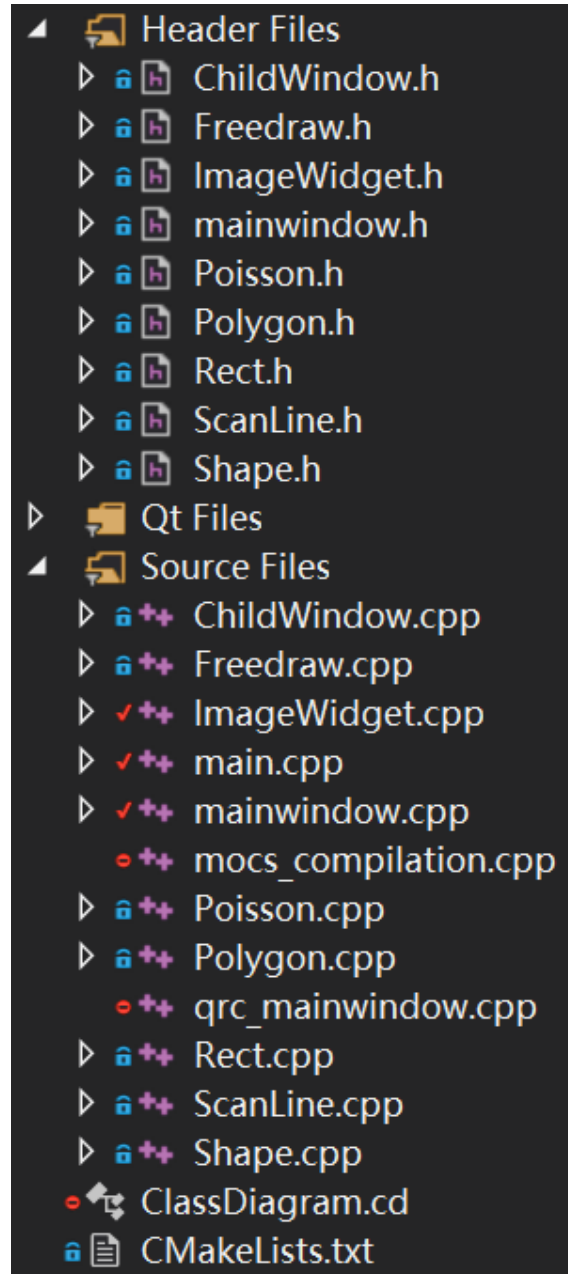 Header Files
ChildWindow.h
Freedraw.h
ImageWidget.h
mainwindow.h
Poisson.h
Polygon.h
Rect.h
ScanLine.h
Shape.h
Qt Files
Source Files
ChildWindow.cpp
Freedraw.cpp
ImageWidget.cpp
main.cpp
mainwindow.cpp
mocs_compilation.cpp
Poisson.cpp
Polygon.cpp
qrc_mainwindow.cpp
Rect.cpp
ScanLine.cpp
Shape.cpp
ClassDiagram.cd
CMakeLists.txt